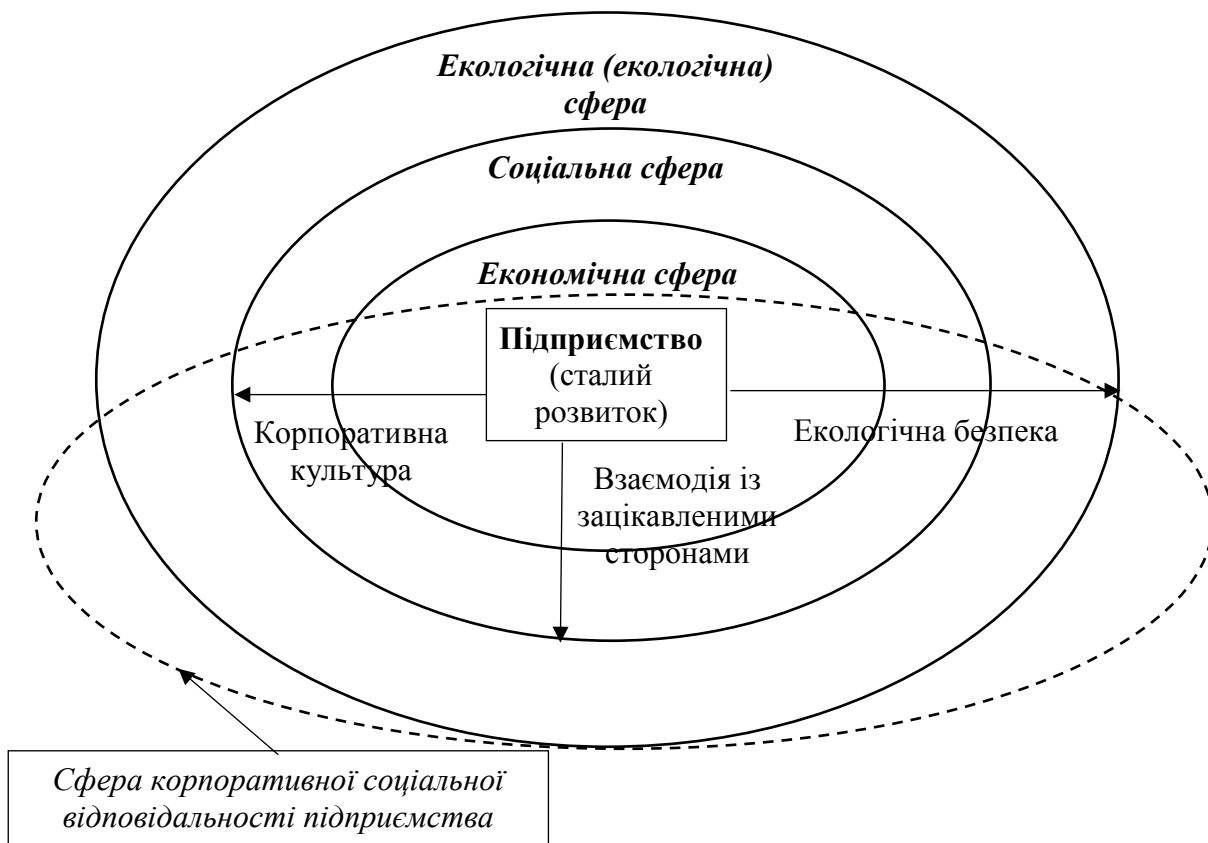 Екологічна (екологічна)
сфера
Соціальна сфера
Економічна сфера
Підприємство
(сталий
розвиток)
Корпоративна
культура
Екологічна безпека
Взаємодія із
зацікавленими
сторонами
Сфера корпоративної соціальної
відповідальності підприємства